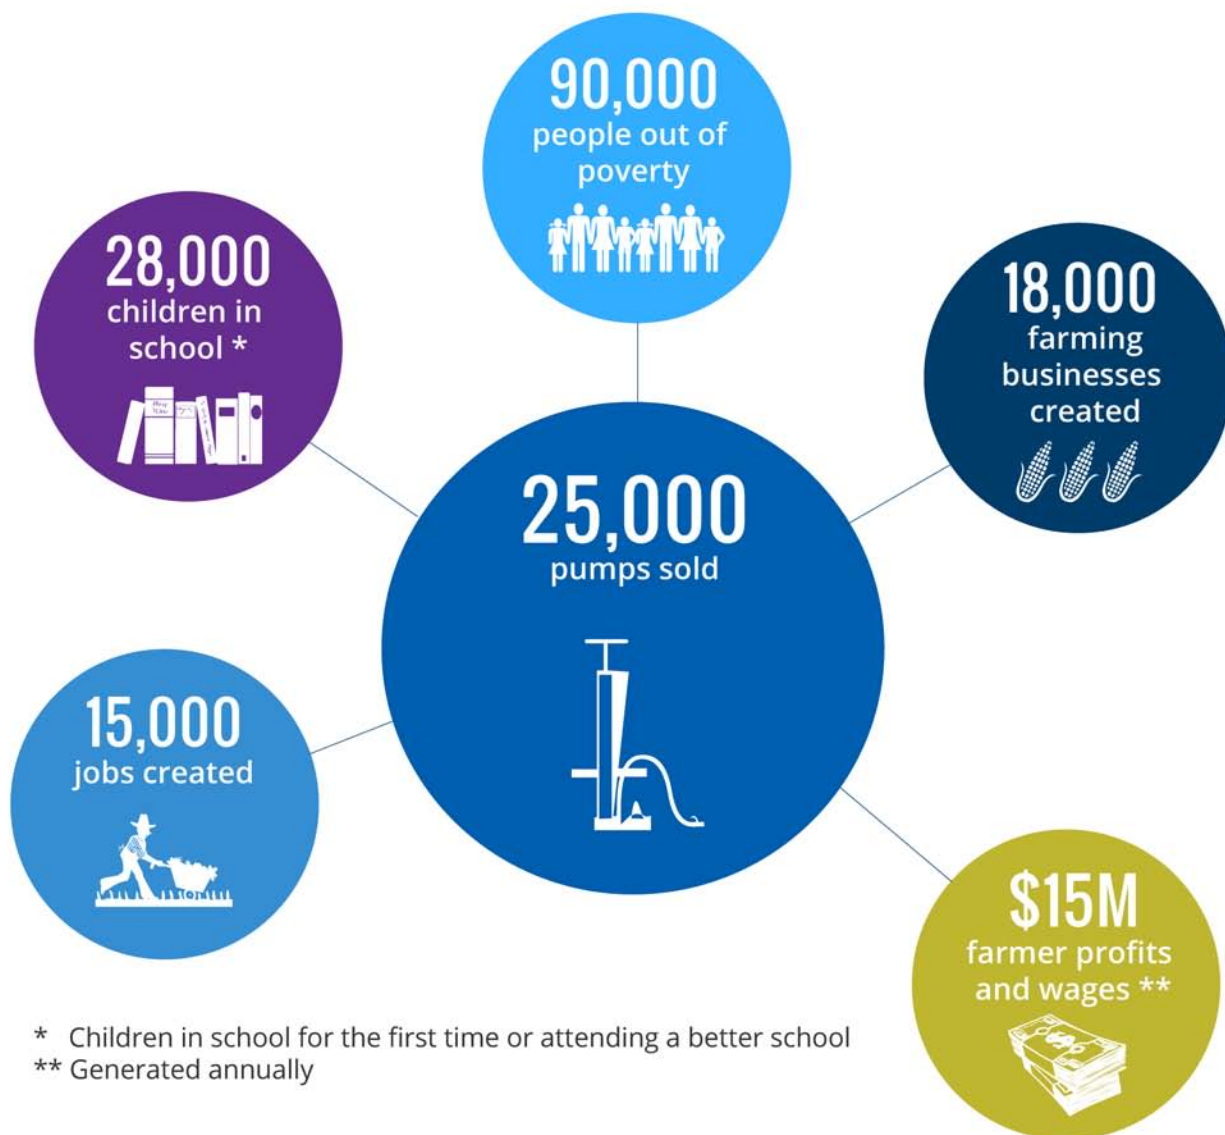 90,000
people out of
poverty
28,000
children in
school *
18,000
farming
businesses
created
25,000
pumps sold
15,000
jobs created
$15M
farmer profits
and wages **
* Children in school for the first time or attending a better school
** Generated annually